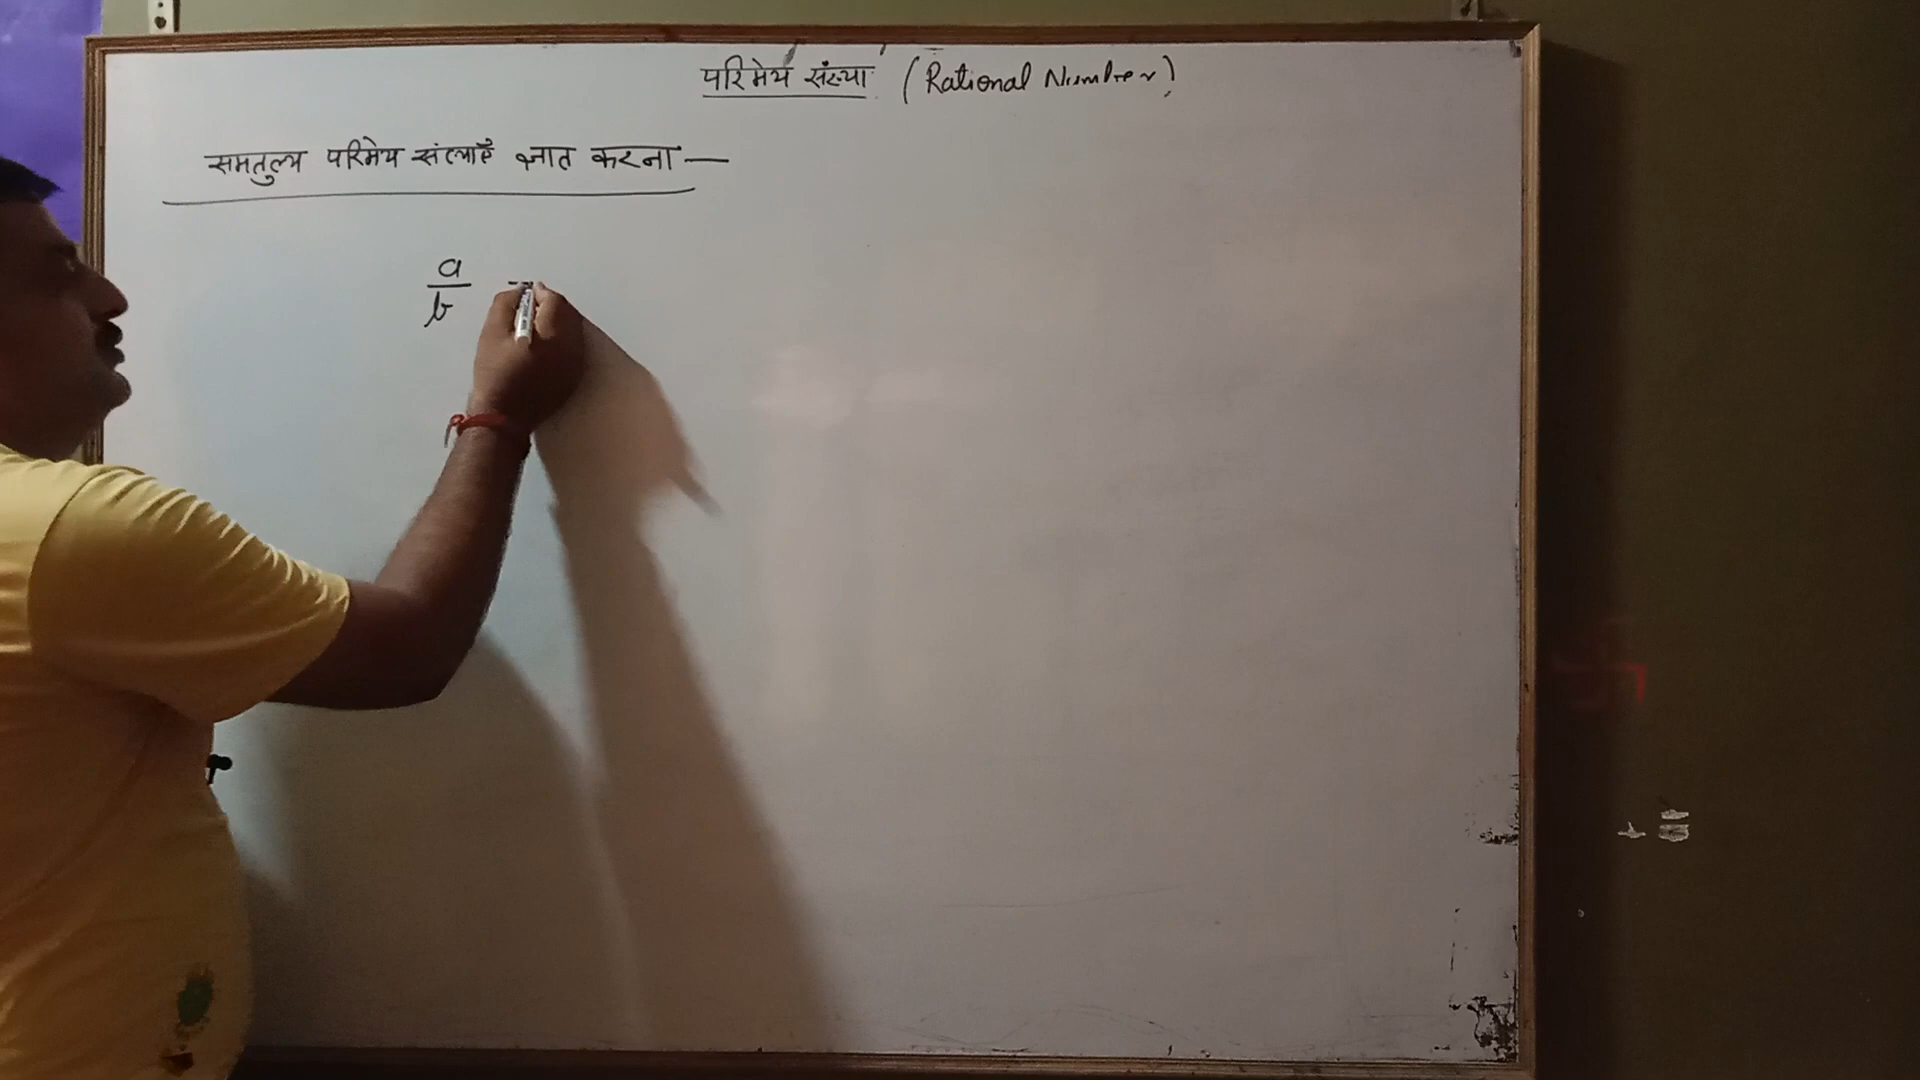 परिमेय संख्या (Rational Number)
समतुल्य परिमेय संख्याएँ ज्ञात करना —
a
b